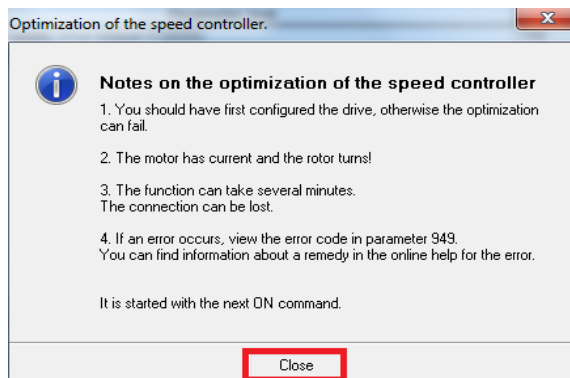 Optimization of the speed controller.
Notes on the optimization of the speed controller
1. You should have first configured the drive, otherwise the optimization
can fail.
2. The motor has current and the rotor turns!
3. The function can take several minutes.
The connection can be lost.
4. If an error occurs, view the error code in parameter 949.
You can find information about a remedy in the online help for the error.
It is started with the next ON command.
Close